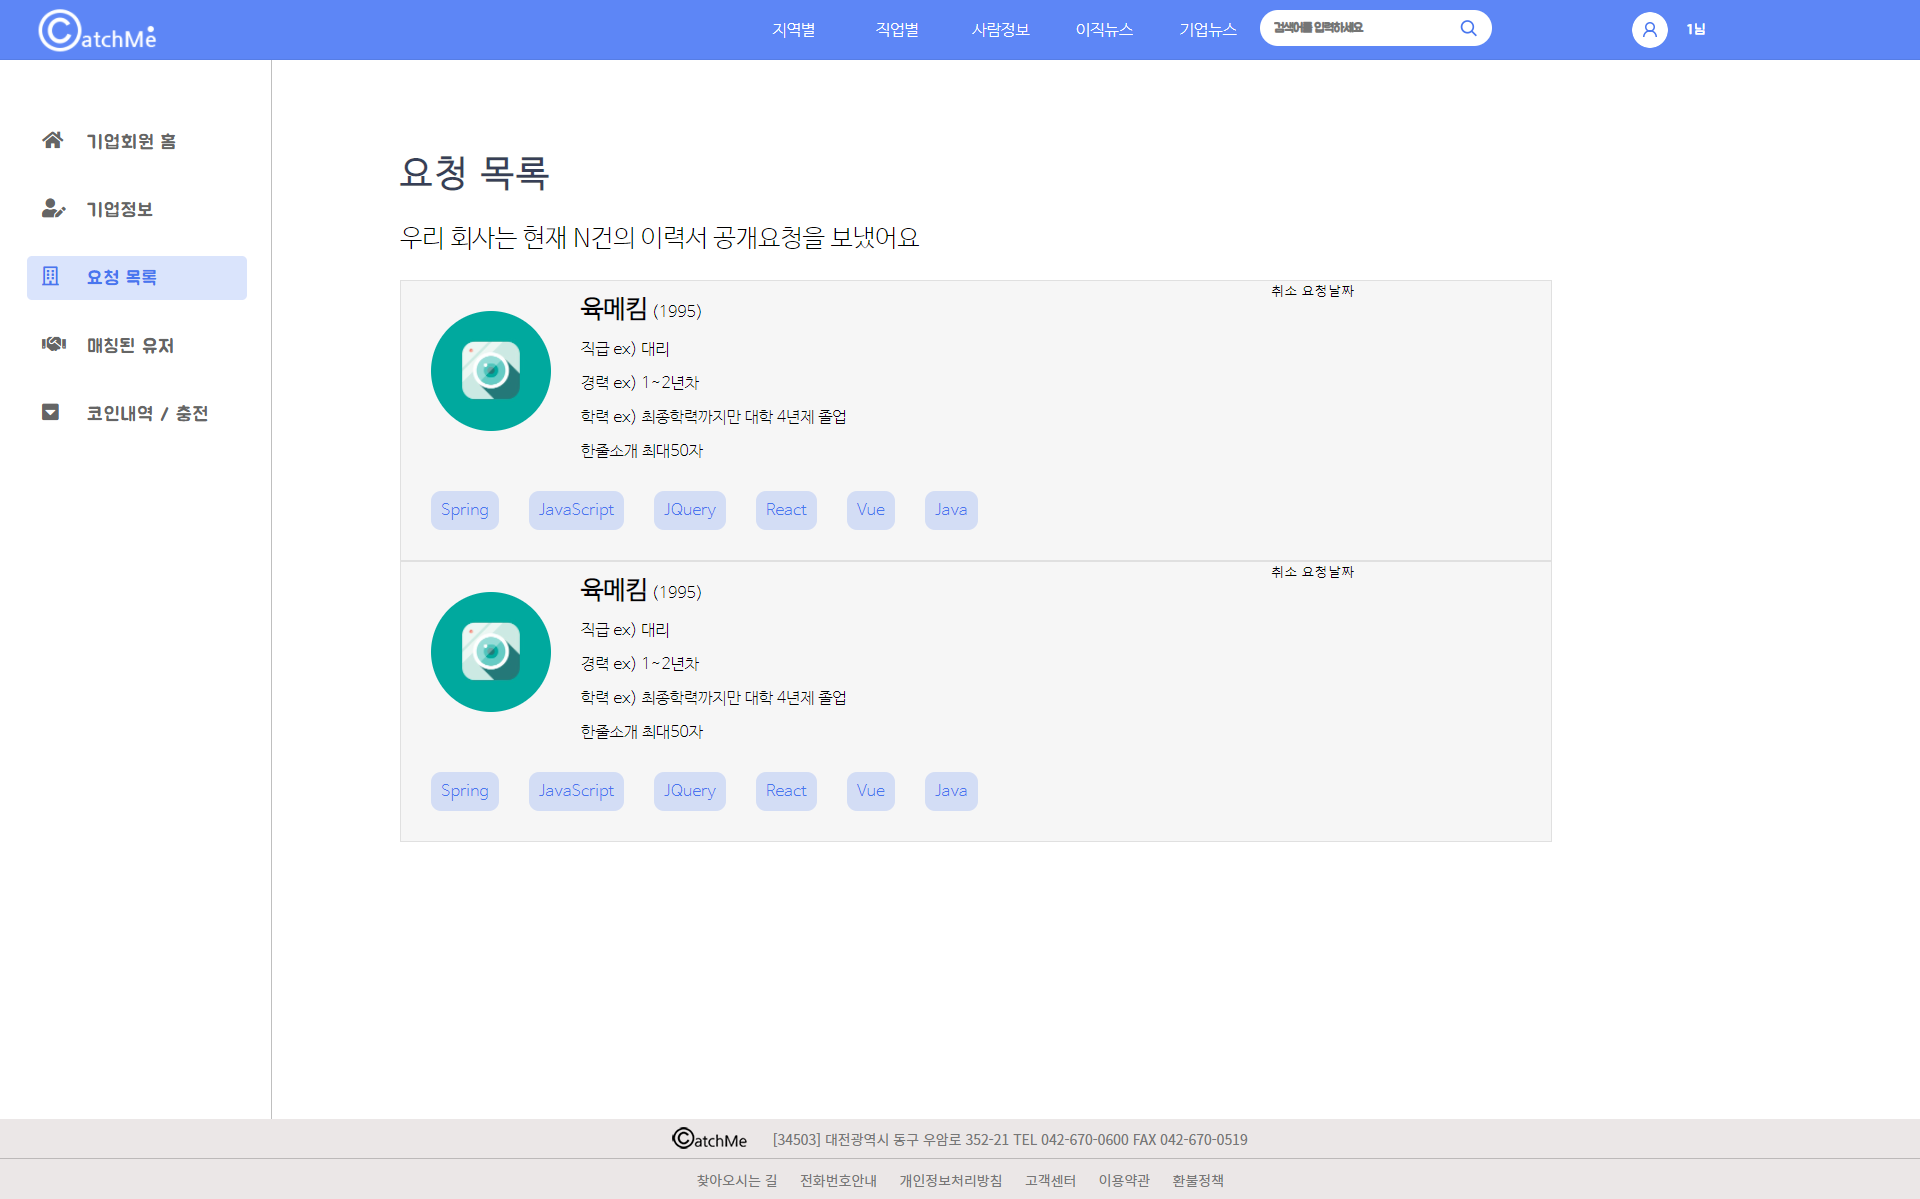 CatchMe
지역별 직업별 사람정보 이직뉴스 기업뉴스
검색어를 입력하세요
1님
기업회원 홈
기업정보
요청 목록
매칭된 유저
코인내역 / 충전
요청 목록
우리 회사는 현재 N건의 이력서 공개요청을 보냈어요
육메킴 (1995)
취소 요청날짜
직급 ex) 대리
경력 ex) 1~2년차
학력 ex) 최종학력까지만 대학 4년제 졸업
한줄소개 최대50자
Spring JavaScript JQuery React Vue Java
육메킴 (1995)
취소 요청날짜
직급 ex) 대리
경력 ex) 1~2년차
학력 ex) 최종학력까지만 대학 4년제 졸업
한줄소개 최대50자
Spring JavaScript JQuery React Vue Java
CatchMe [34503] 대전광역시 동구 우암로 352-21 TEL 042-670-0600 FAX 042-670-0519
찾아오시는 길 전화번호안내 개인정보처리방침 고객센터 이용약관 환불정책